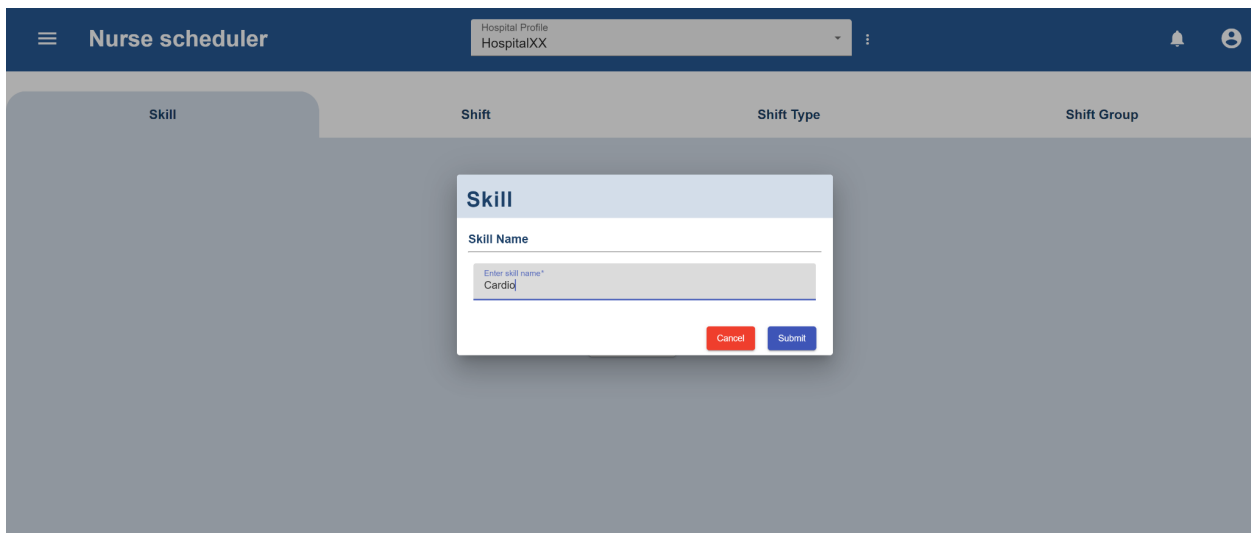 Nurse scheduler
Hospital Profile
HospitalXX
Skill
Shift
Shift Type
Shift Group
Skill
Skill Name
Enter skill name*
Cardio
Cancel
Submit